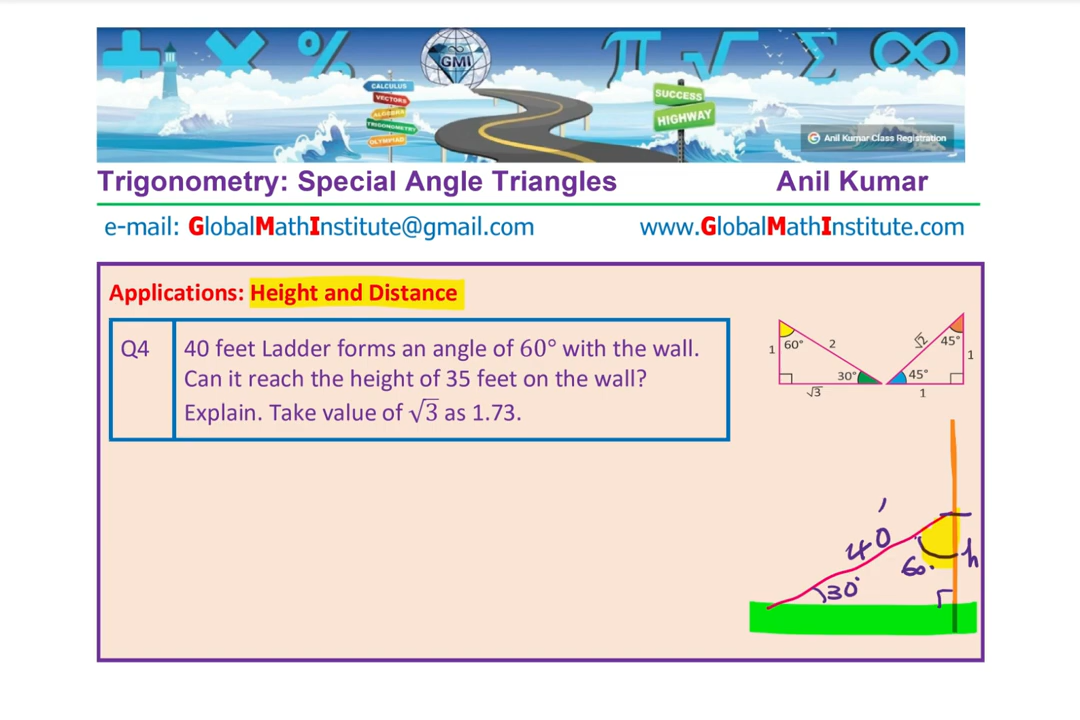 + × % GMI π √ Σ ∞
CALCULUS
VECTORS
ALGEBRA
TRIGONOMETRY
OLYMPIAD
SUCCESS
HIGHWAY
Anil Kumar Class Registration
Trigonometry: Special Angle Triangles Anil Kumar
e-mail: GlobalMathInstitute@gmail.com www.GlobalMathInstitute.com
Applications: Height and Distance
Q4 40 feet Ladder forms an angle of 60° with the wall.
Can it reach the height of 35 feet on the wall?
Explain. Take value of √3 as 1.73.
1 60° 2 √2 45° 1
30° 45°
√3 1
40'
60° h
30°